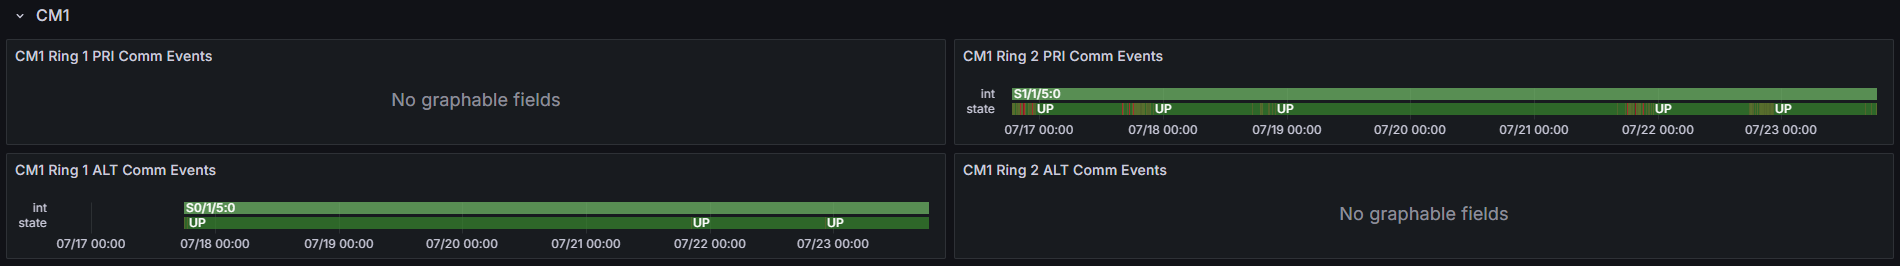 CM1
CM1 Ring 1 PRI Comm Events
No graphable fields
CM1 Ring 2 PRI Comm Events
int S1/1/5:0
state UP UP UP UP UP
07/17 00:00 07/18 00:00 07/19 00:00 07/20 00:00 07/21 00:00 07/22 00:00 07/23 00:00
CM1 Ring 1 ALT Comm Events
int S0/1/5:0
state UP UP UP
07/17 00:00 07/18 00:00 07/19 00:00 07/20 00:00 07/21 00:00 07/22 00:00 07/23 00:00
CM1 Ring 2 ALT Comm Events
No graphable fields